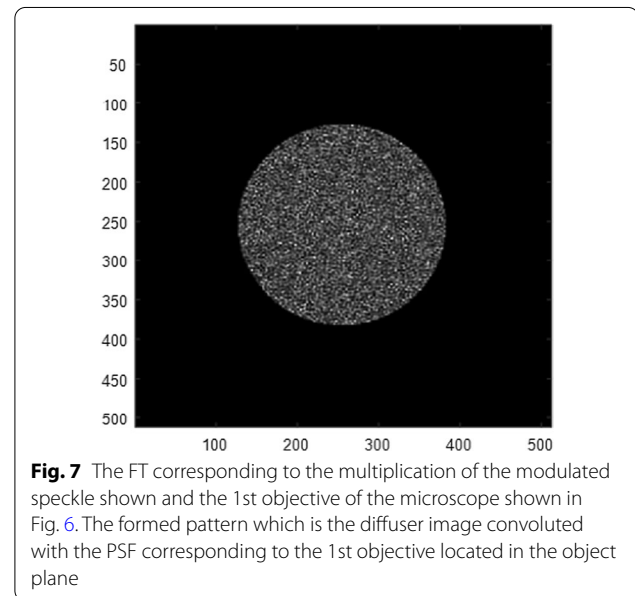 50
100
150
200
250
300
350
400
450
500
100 200 300 400 500
Fig. 7 The FT corresponding to the multiplication of the modulated
speckle shown and the 1st objective of the microscope shown in
Fig. 6. The formed pattern which is the diffuser image convoluted
with the PSF corresponding to the 1st objective located in the object
plane